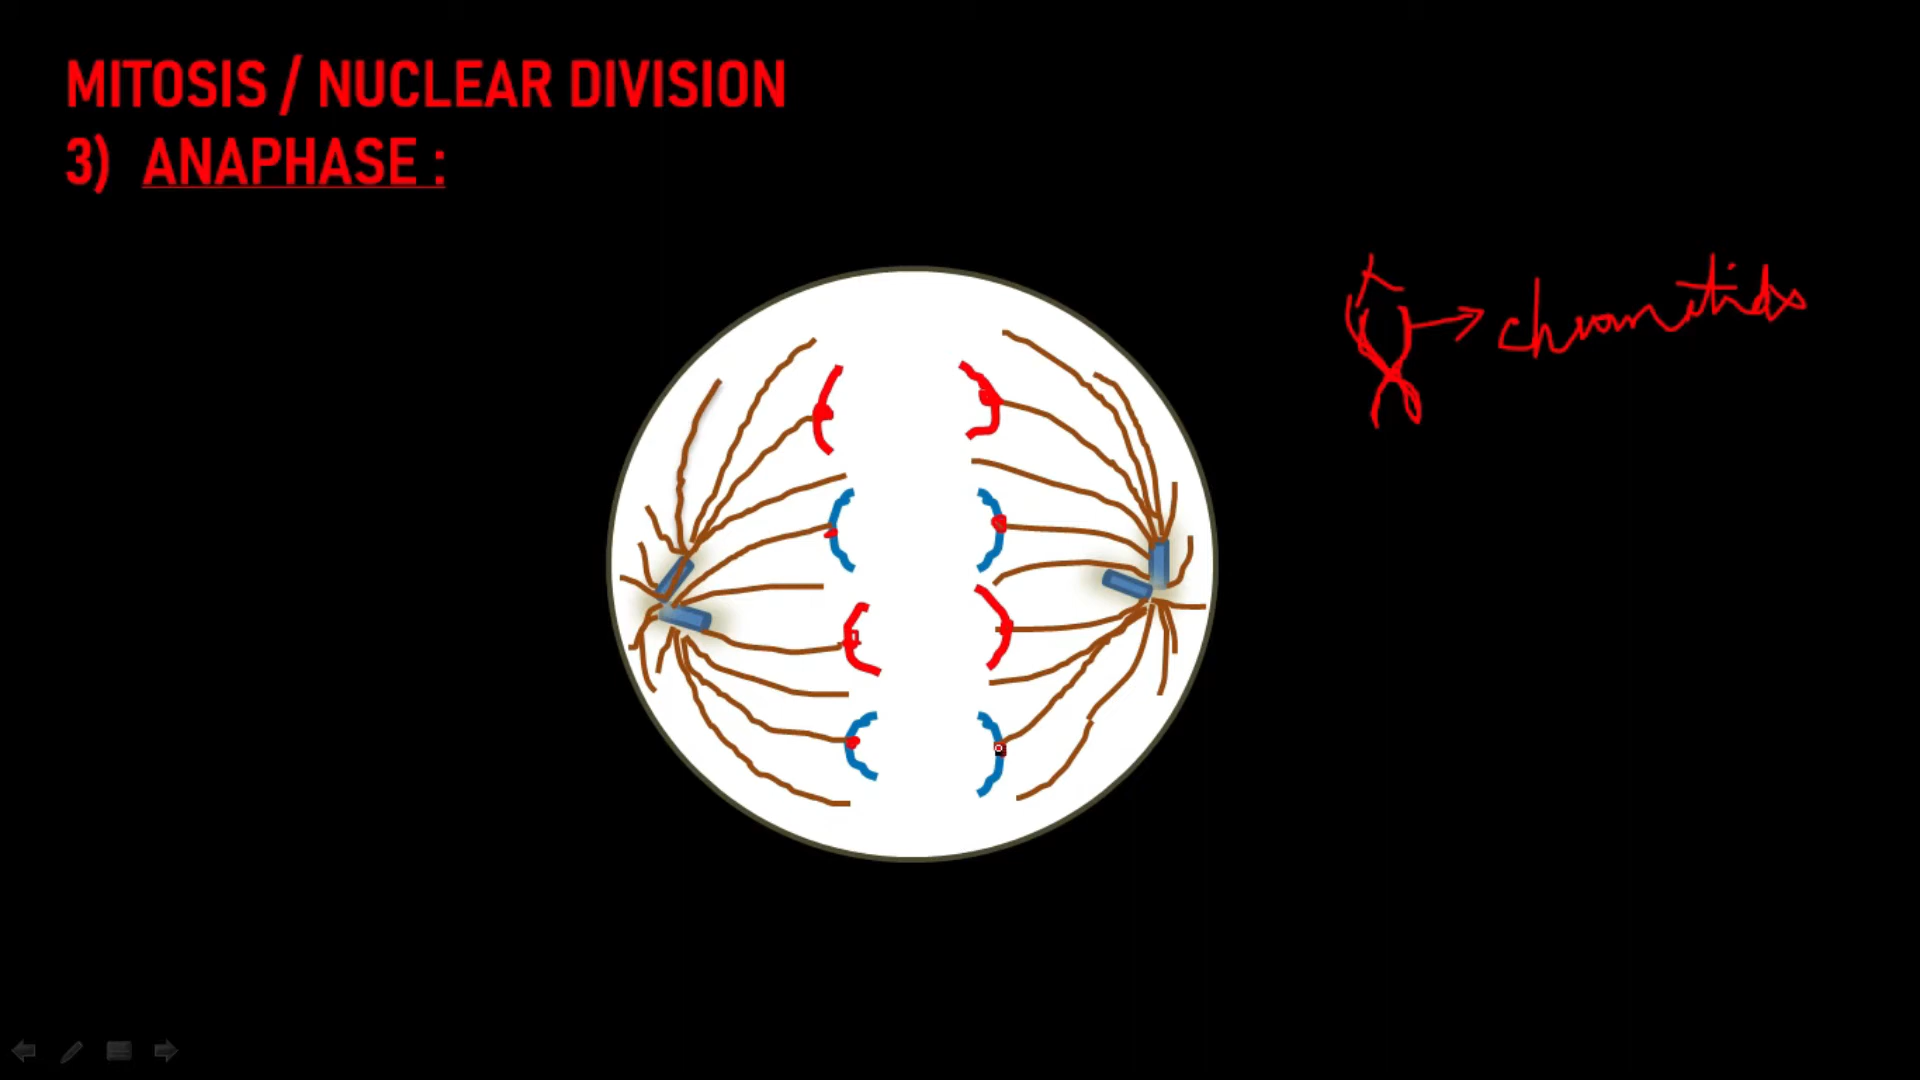 MITOSIS / NUCLEAR DIVISION
3) ANAPHASE :
chromatids